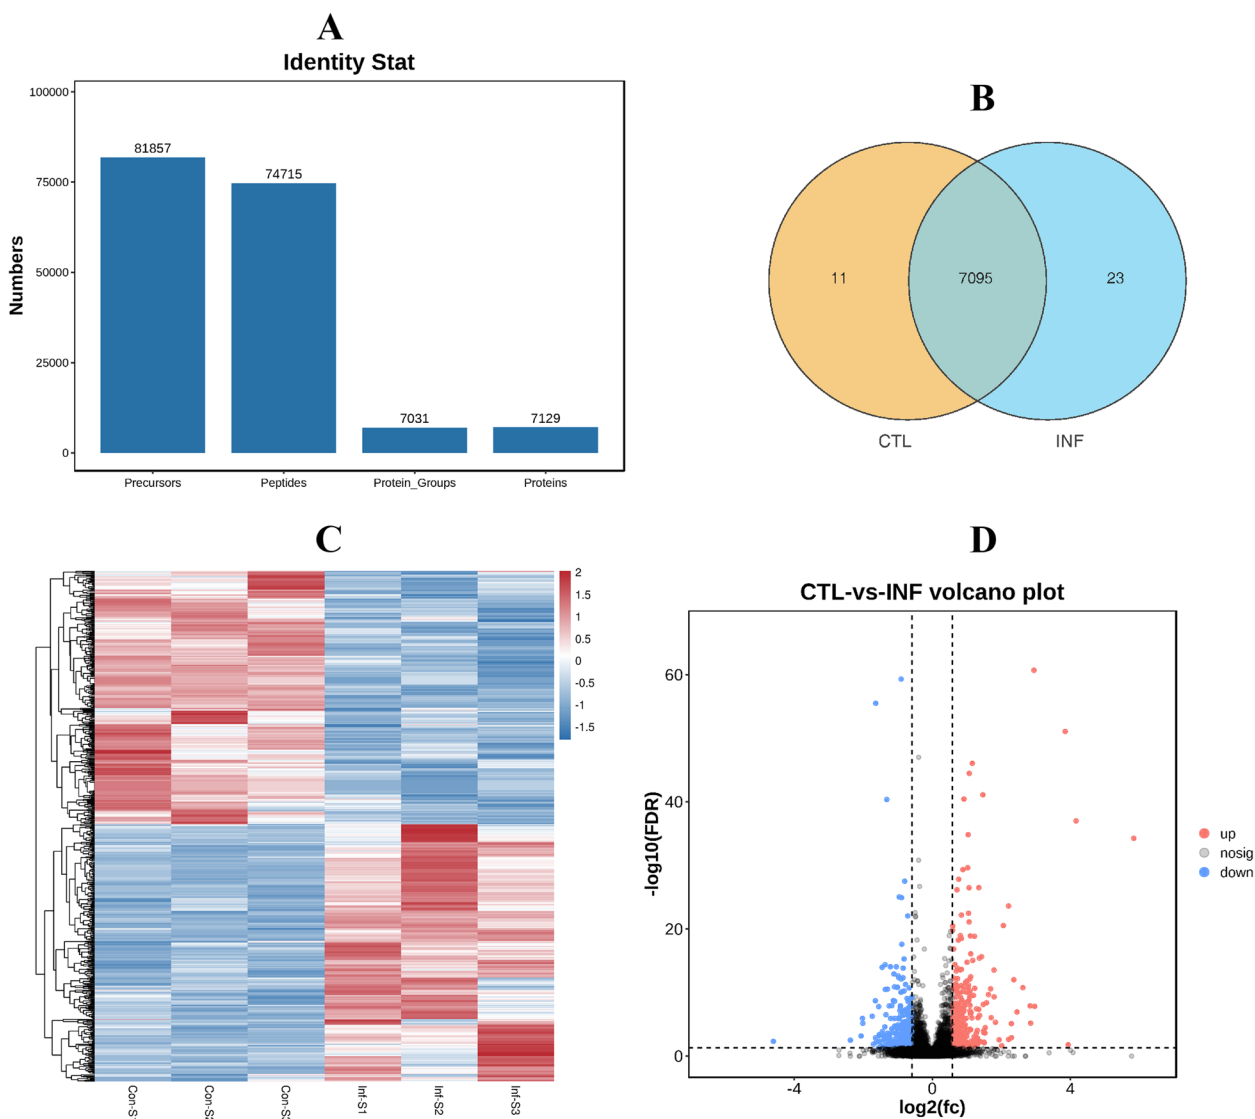 A
Identity Stat
100000
75000
50000
25000
0
Numbers
81857
74715
7031
7129
Precursors
Peptides
Protein_Groups
Proteins
B
11
7095
23
CTL
INF
C
2
1.5
1
0.5
0
-0.5
-1
-1.5
Inf-S1
Inf-S2
Inf-S3
D
CTL-vs-INF volcano plot
60
40
20
0
-log10(FDR)
-4
0
4
log2(fc)
up
nosig
down